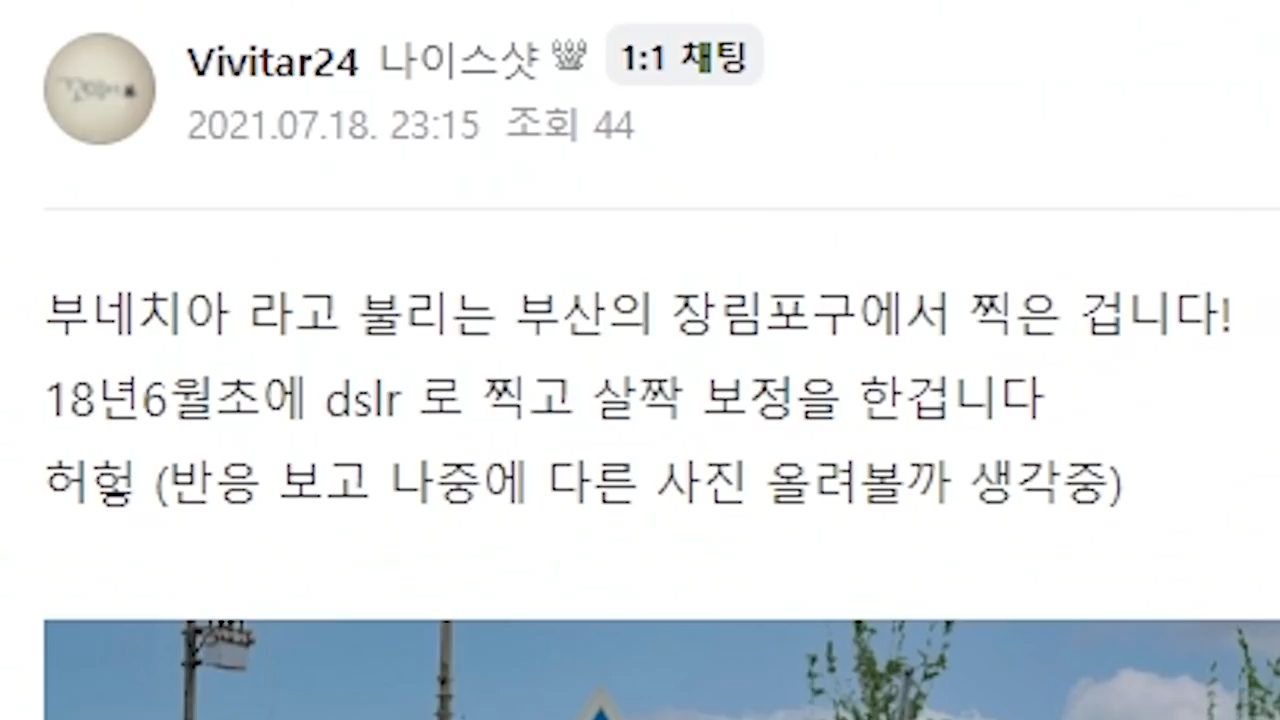 Vivitar24 나이스샷 1:1 채팅
2021.07.18. 23:15 조회 44
부네치아 라고 불리는 부산의 장림포구에서 찍은 겁니다!
18년6월초에 dslr 로 찍고 살짝 보정을 한겁니다
허헣 (반응 보고 나중에 다른 사진 올려볼까 생각중)